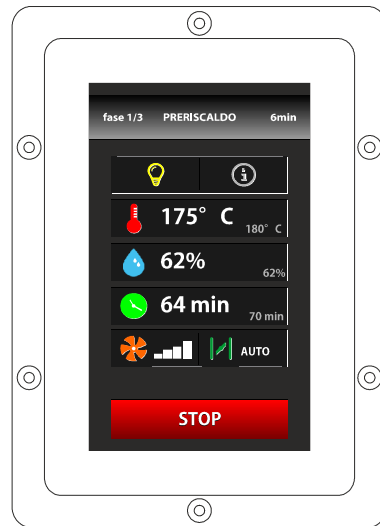 fase 1/3 PRERISCALDO 6min
175° C 180° C
62% 62%
64 min 70 min
AUTO
STOP